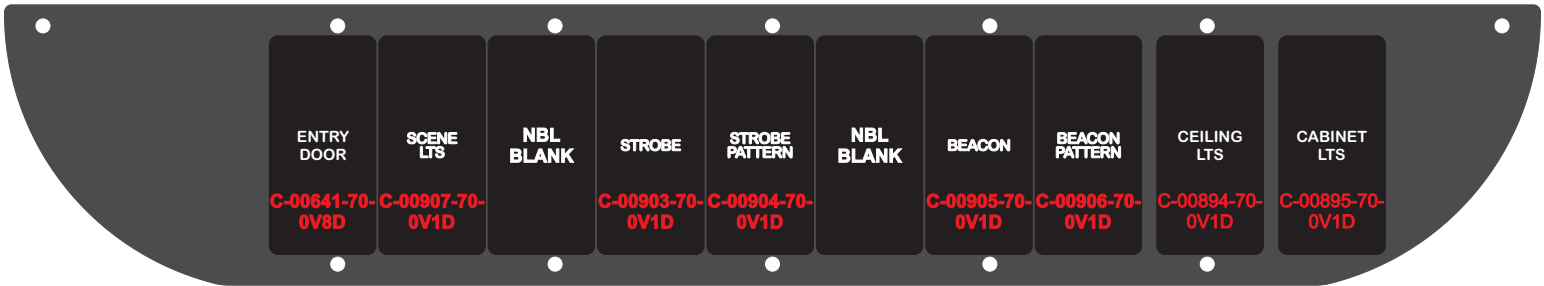 ENTRY
DOOR
C-00641-70-
0V8D
SCENE
LTS
C-00907-70-
0V1D
NBL
BLANK
STROBE
C-00903-70-
0V1D
STROBE
PATTERN
C-00904-70-
0V1D
NBL
BLANK
BEACON
C-00905-70-
0V1D
BEACON
PATTERN
C-00906-70-
0V1D
CEILING
LTS
C-00894-70-
0V1D
CABINET
LTS
C-00895-70-
0V1D